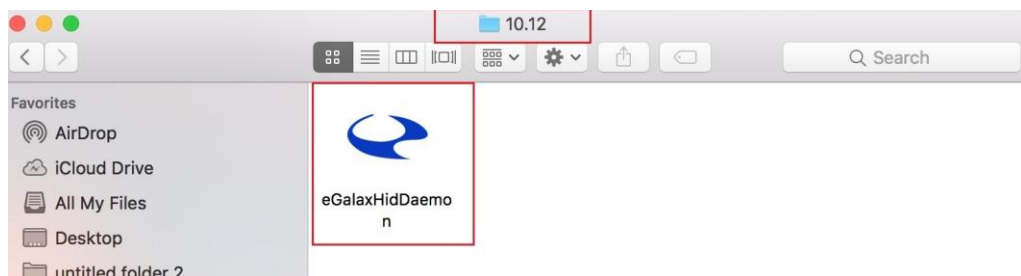 10.12
Search
Favorites
AirDrop
iCloud Drive
All My Files
Desktop
untitled folder 2
eGalaxHidDaemo
n